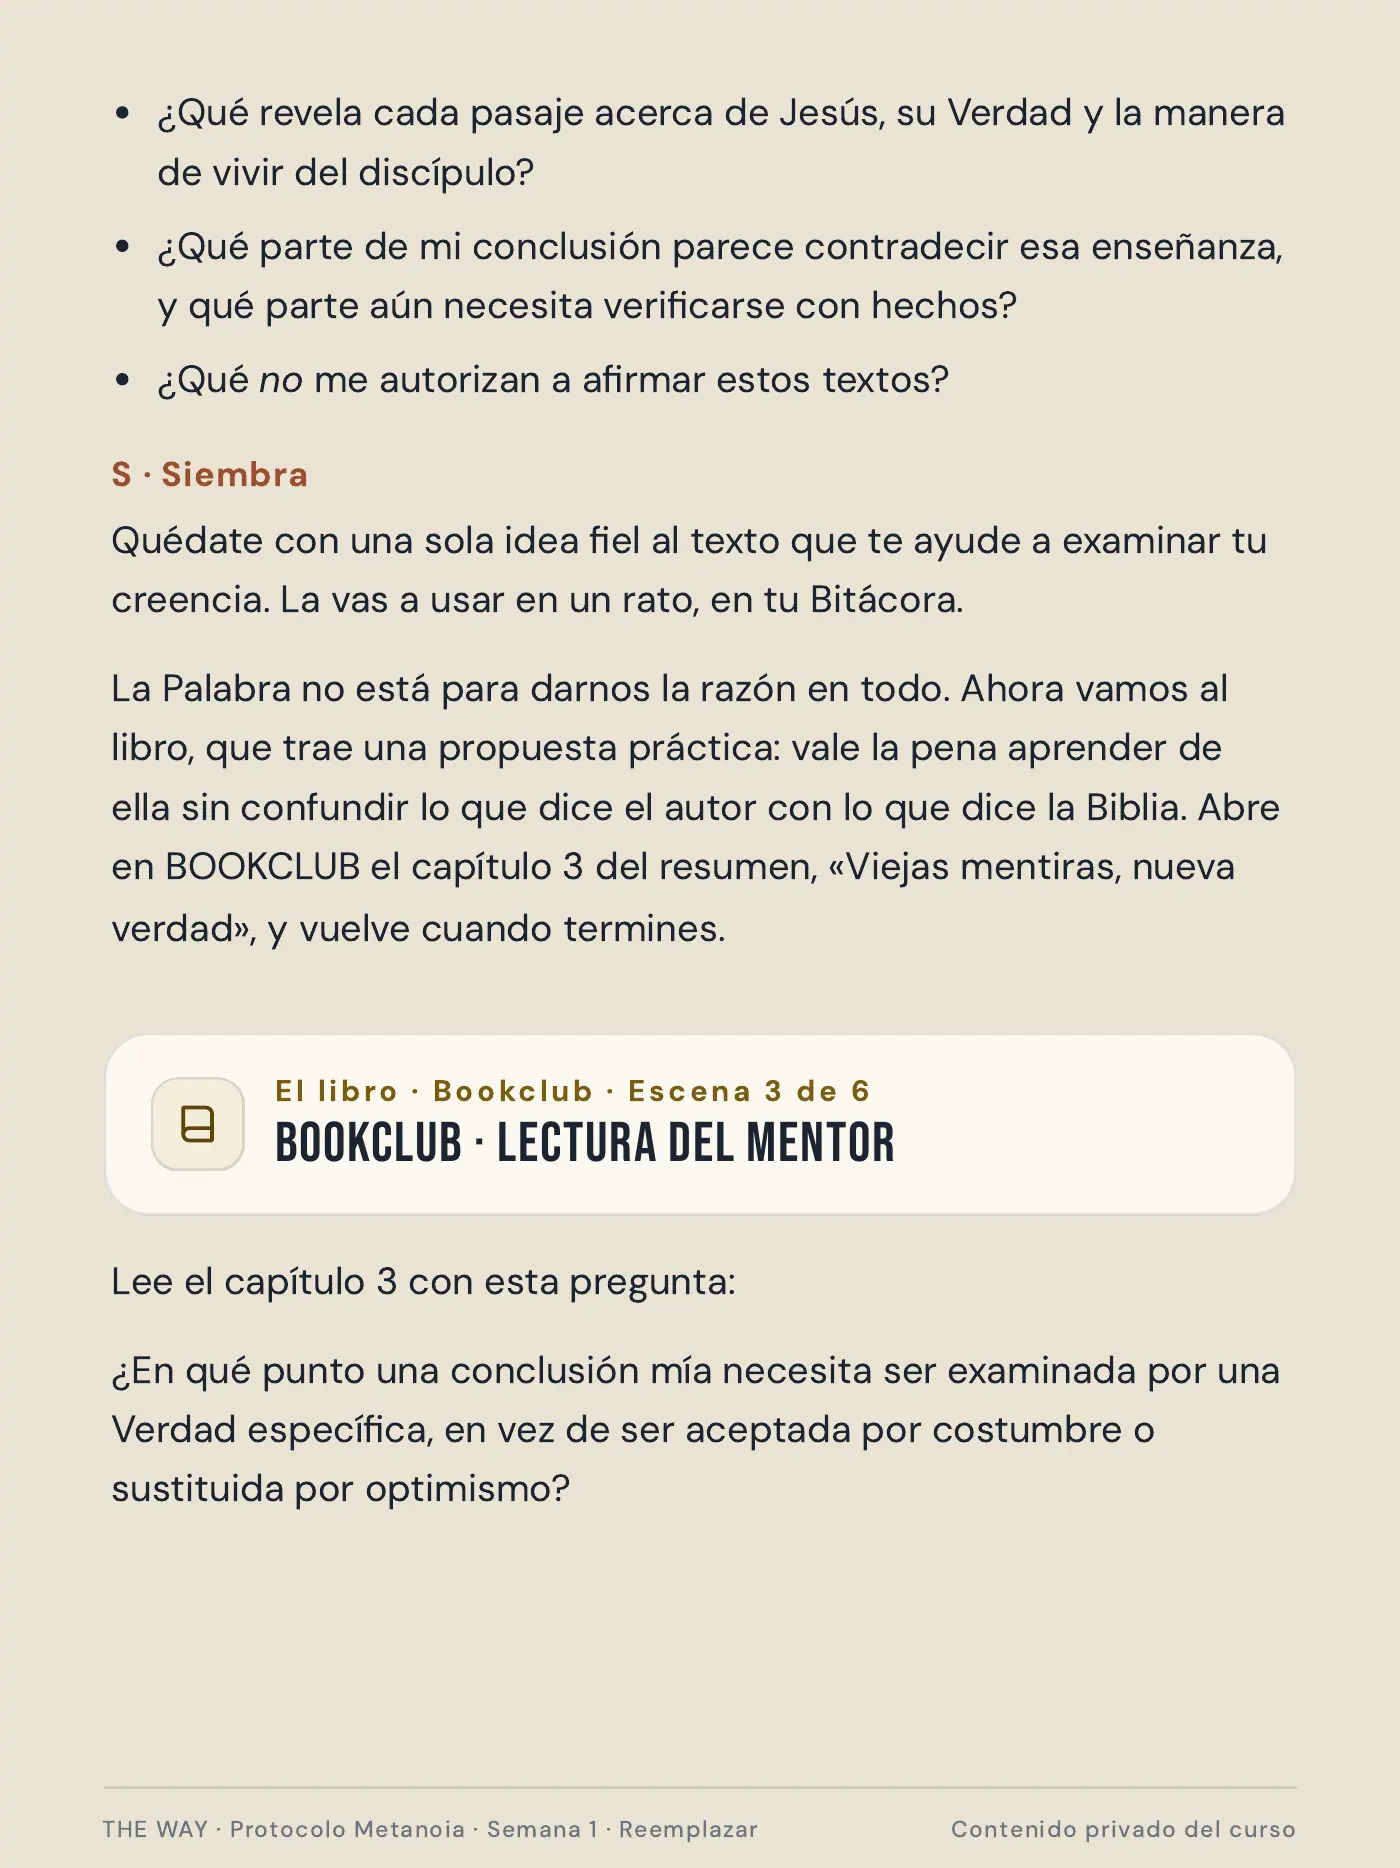 • ¿Qué revela cada pasaje acerca de Jesús, su Verdad y la manera
de vivir del discípulo?
• ¿Qué parte de mi conclusión parece contradecir esa enseñanza,
y qué parte aún necesita verificarse con hechos?
• ¿Qué no me autorizan a afirmar estos textos?
S · Siembra
Quédate con una sola idea fiel al texto que te ayude a examinar tu
creencia. La vas a usar en un rato, en tu Bitácora.
La Palabra no está para darnos la razón en todo. Ahora vamos al
libro, que trae una propuesta práctica: vale la pena aprender de
ella sin confundir lo que dice el autor con lo que dice la Biblia. Abre
en BOOKCLUB el capítulo 3 del resumen, «Viejas mentiras, nueva
verdad», y vuelve cuando termines.
El libro · Bookclub · Escena 3 de 6
BOOKCLUB · LECTURA DEL MENTOR
Lee el capítulo 3 con esta pregunta:
¿En qué punto una conclusión mía necesita ser examinada por una
Verdad específica, en vez de ser aceptada por costumbre o
sustituida por optimismo?
THE WAY · Protocolo Metanoia · Semana 1 · Reemplazar
Contenido privado del curso